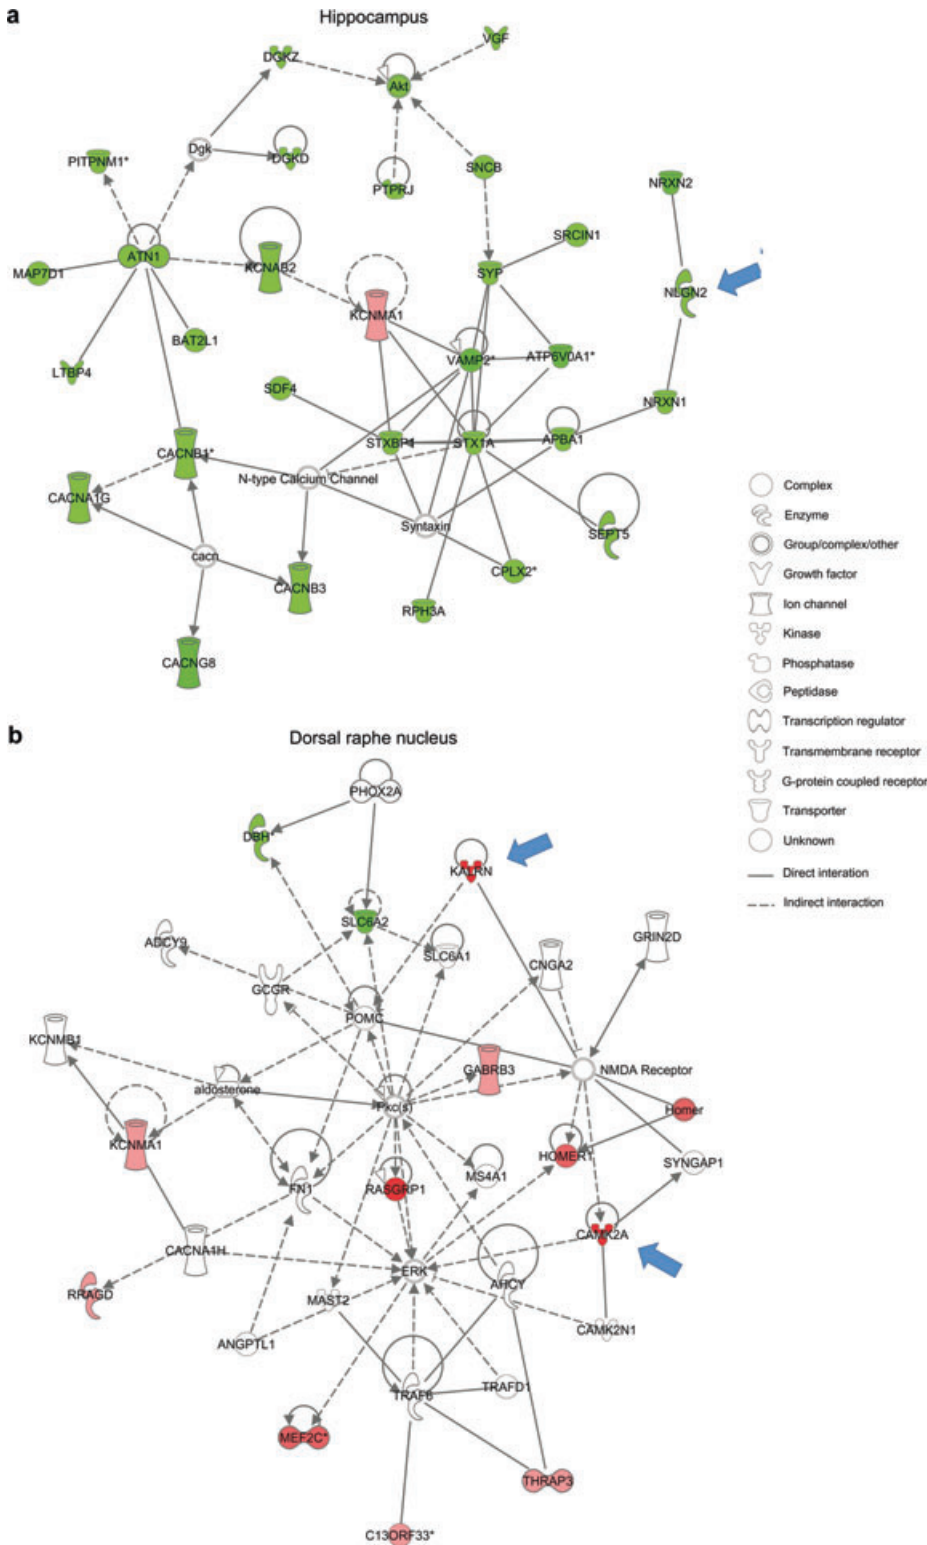 a
Hippocampus
DGKZ
VGF
Akt
Dgk
PITPNM1*
DGKD
PTPRJ
SNCB
NRXN2
SRCIN1
ATN1
MAP7D1
KCNAB2
SYP
NLGN2
KCNMA1
BAT2L1
VAMP2*
ATP6V0A1*
LTBP4
SDF4
NRXN1
STXBP1
STX1A
APBA1
CACNB1*
N-type Calcium Channel
CACNA1G
Syntaxin
SEPT5
cacn
CPLX2*
CACNB3
RPH3A
CACNG8
Complex
Enzyme
Group/complex/other
Growth factor
Ion channel
Kinase
Phosphatase
Peptidase
Transcription regulator
Transmembrane receptor
G-protein coupled receptor
Transporter
Unknown
Direct interation
Indirect interaction
b
Dorsal raphe nucleus
PHOX2A
DBH*
KALRN
SLC6A2
ADCY9
SLC6A1
GRIN2D
CNGA2
GCGR
POMC
KCNMB1
GABRB3
NMDA Receptor
aldosterone
Pkc(s)
Homer
KCNMA1
HOMER1
SYNGAP1
MS4A1
FN1
RASGRP1
CAMK2A
CACNA1H
ERK
AHCY
RRAGD
MAST2
CAMK2N1
ANGPTL1
TRAF6
TRAFD1
MEF2C*
THRAP3
C13ORF33*